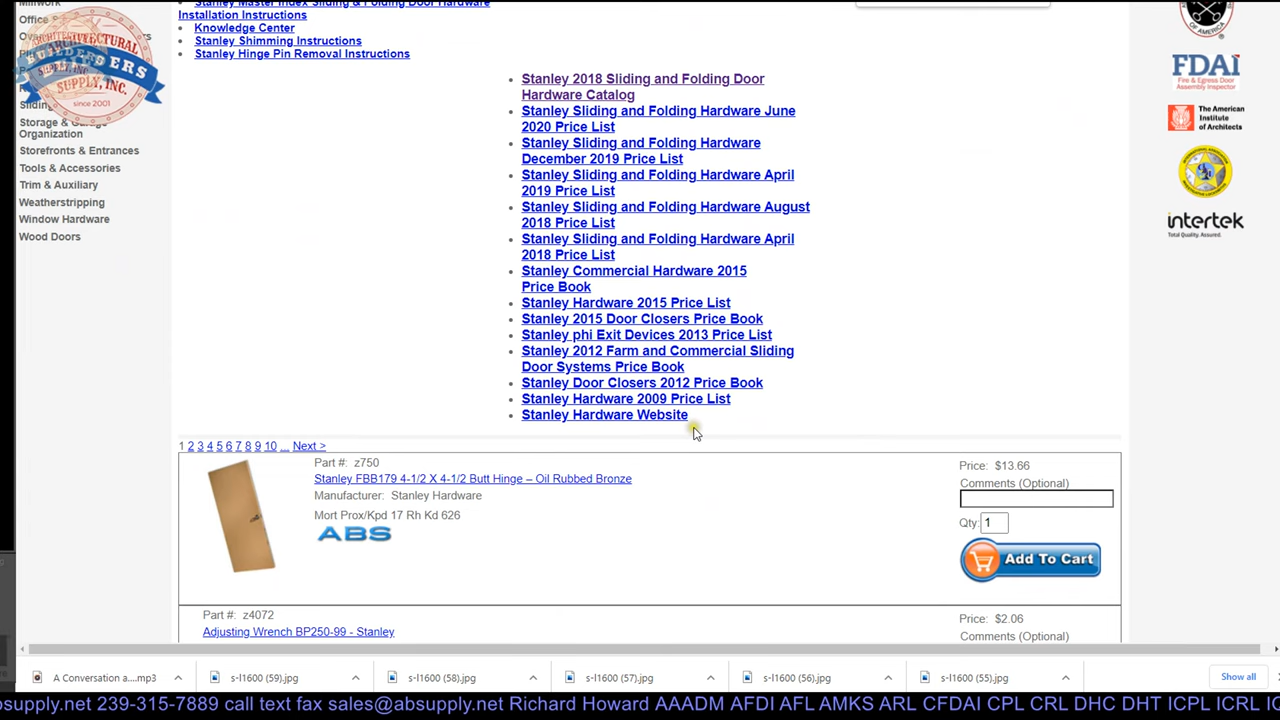 Millwork
Stanley Master Index Sliding & Folding Door Hardware
Installation Instructions
Knowledge Center
Stanley Shimming Instructions
Stanley Hinge Pin Removal Instructions
ARCHITECTURAL
BUILDERS
SUPPLY, INC.
since 2001
Storage & Garage
Organization
Storefronts & Entrances
Tools & Accessories
Trim & Auxiliary
Weatherstripping
Window Hardware
Wood Doors
Stanley 2018 Sliding and Folding Door
Hardware Catalog
Stanley Sliding and Folding Hardware June
2020 Price List
Stanley Sliding and Folding Hardware
December 2019 Price List
Stanley Sliding and Folding Hardware April
2019 Price List
Stanley Sliding and Folding Hardware August
2018 Price List
Stanley Sliding and Folding Hardware April
2018 Price List
Stanley Commercial Hardware 2015
Price Book
Stanley Hardware 2015 Price List
Stanley 2015 Door Closers Price Book
Stanley phi Exit Devices 2013 Price List
Stanley 2012 Farm and Commercial Sliding
Door Systems Price Book
Stanley Door Closers 2012 Price Book
Stanley Hardware 2009 Price List
Stanley Hardware Website
OF AMERICA
FDAI
Fire & Egress Door
Assembly Inspector
The American
Institute
of Architects
intertek
Total Quality. Assured.
1 2 3 4 5 6 7 8 9 10 ... Next >
Part #: z750
Stanley FBB179 4-1/2 X 4-1/2 Butt Hinge – Oil Rubbed Bronze
Manufacturer: Stanley Hardware
Mort Prox/Kpd 17 Rh Kd 626
ABS
Price: $13.66
Comments (Optional)
Qty: 1
Add To Cart
Part #: z4072
Adjusting Wrench BP250-99 - Stanley
Price: $2.06
Comments (Optional)
A Conversation a....mp3
s-l1600 (59).jpg
s-l1600 (58).jpg
s-l1600 (57).jpg
s-l1600 (56).jpg
s-l1600 (55).jpg
Show all
bsupply.net 239-315-7889 call text fax sales@absupply.net Richard Howard AAADM AFDI AFL AMKS ARL CFDAI CPL CRL DHC DHT ICPL ICRL IC